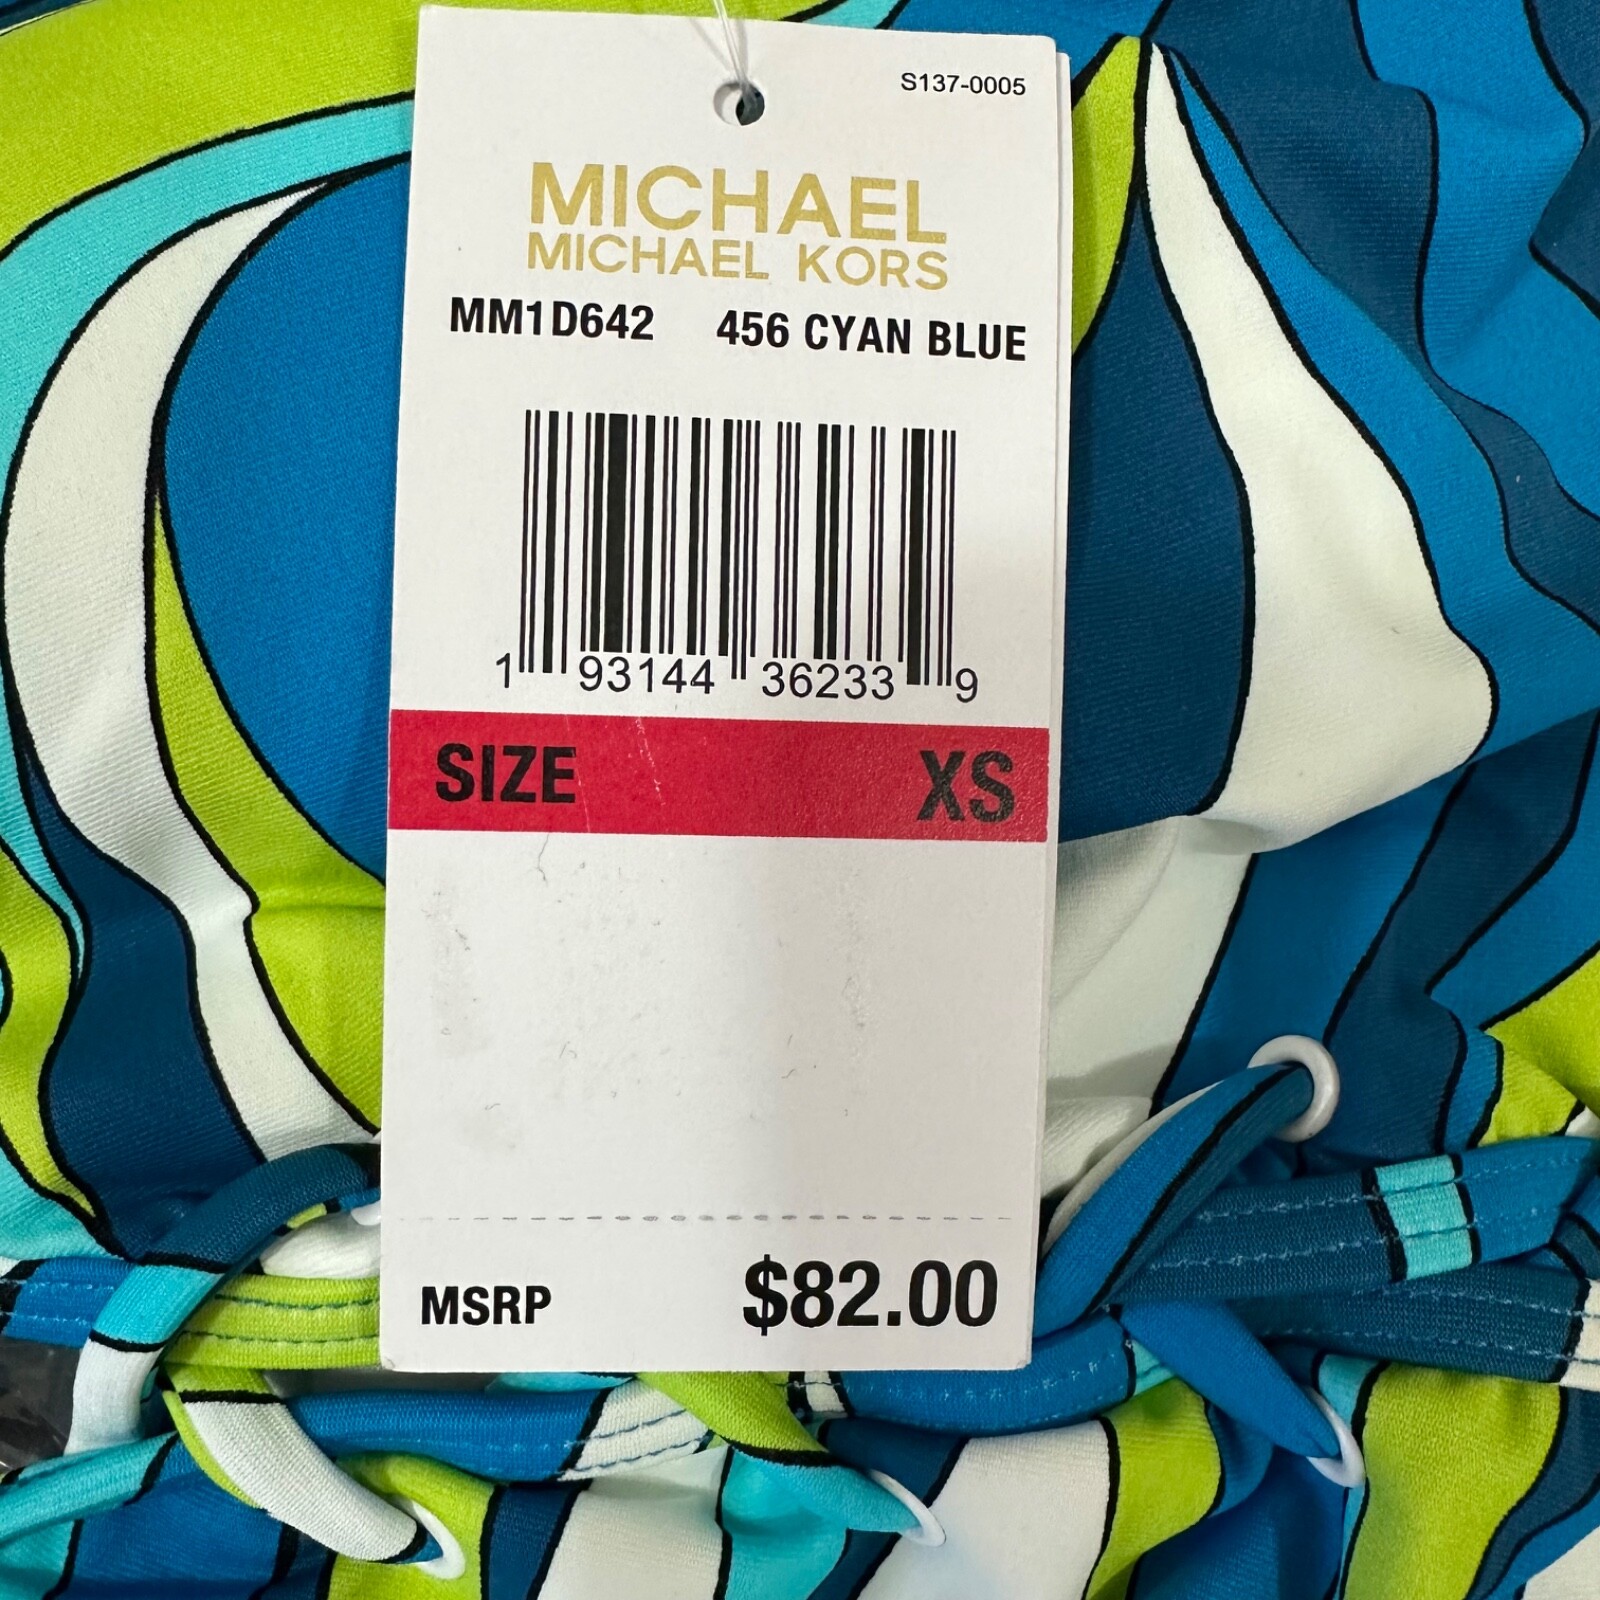 S137-0005
MICHAEL
MICHAEL KORS
MM1D642 456 CYAN BLUE
1 93144 36233 9
SIZE XS
MSRP $82.00